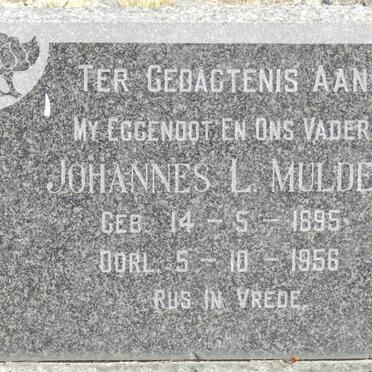 TER GEDAGTENIS AAN
MY EGGENOOT EN ONS VADER
JOHANNES L. MULDE
GEB. 14 - 5 - 1895
OORL. 5 - 10 - 1956
RUS IN VREDE.